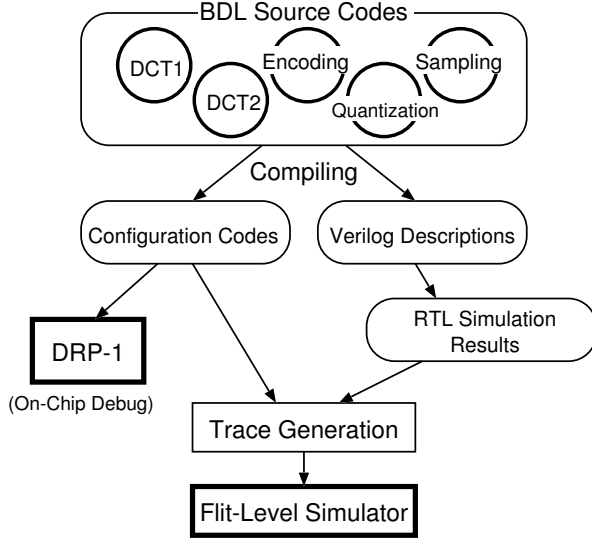 BDL Source Codes
DCT1
Encoding
Sampling
DCT2
Quantization
Compiling
Configuration Codes
Verilog Descriptions
RTL Simulation
Results
DRP-1
(On-Chip Debug)
Trace Generation
Flit-Level Simulator